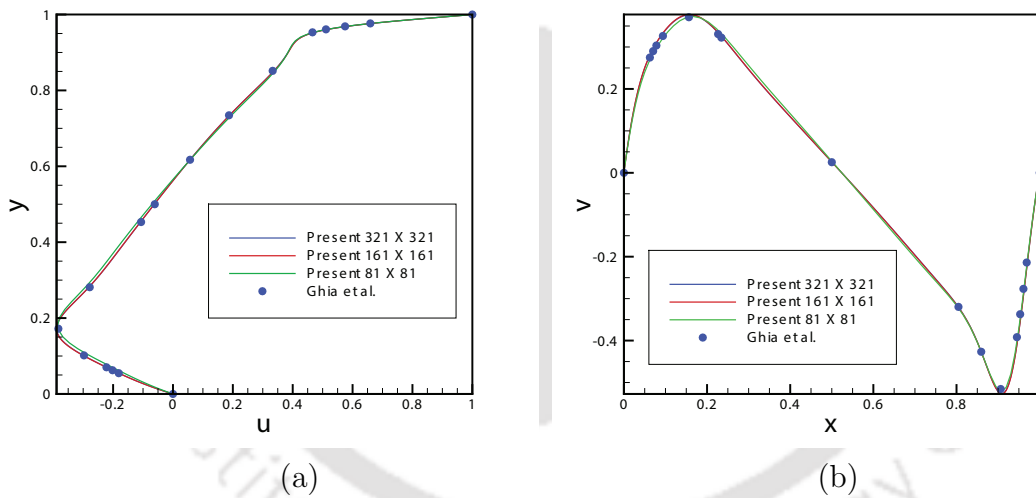 1
0.8
0.6
0.4
0.2
0
y
-0.2 0 0.2 0.4 0.6 0.8 1
u
Present 321 X 321
Present 161 X 161
Present 81 X 81
Ghia et al.
(a)
0.2
0
-0.2
-0.4
v
0 0.2 0.4 0.6 0.8
x
Present 321 X 321
Present 161 X 161
Present 81 X 81
Ghia et al.
(b)